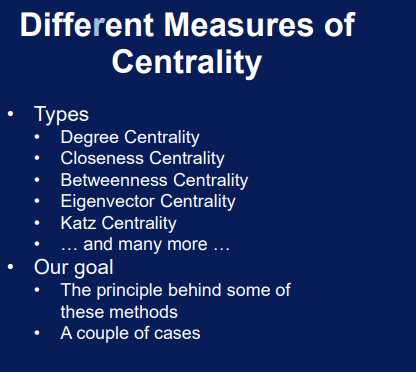 Different Measures of
Centrality
• Types
• Degree Centrality
• Closeness Centrality
• Betweenness Centrality
• Eigenvector Centrality
• Katz Centrality
• … and many more …
• Our goal
• The principle behind some of
these methods
• A couple of cases